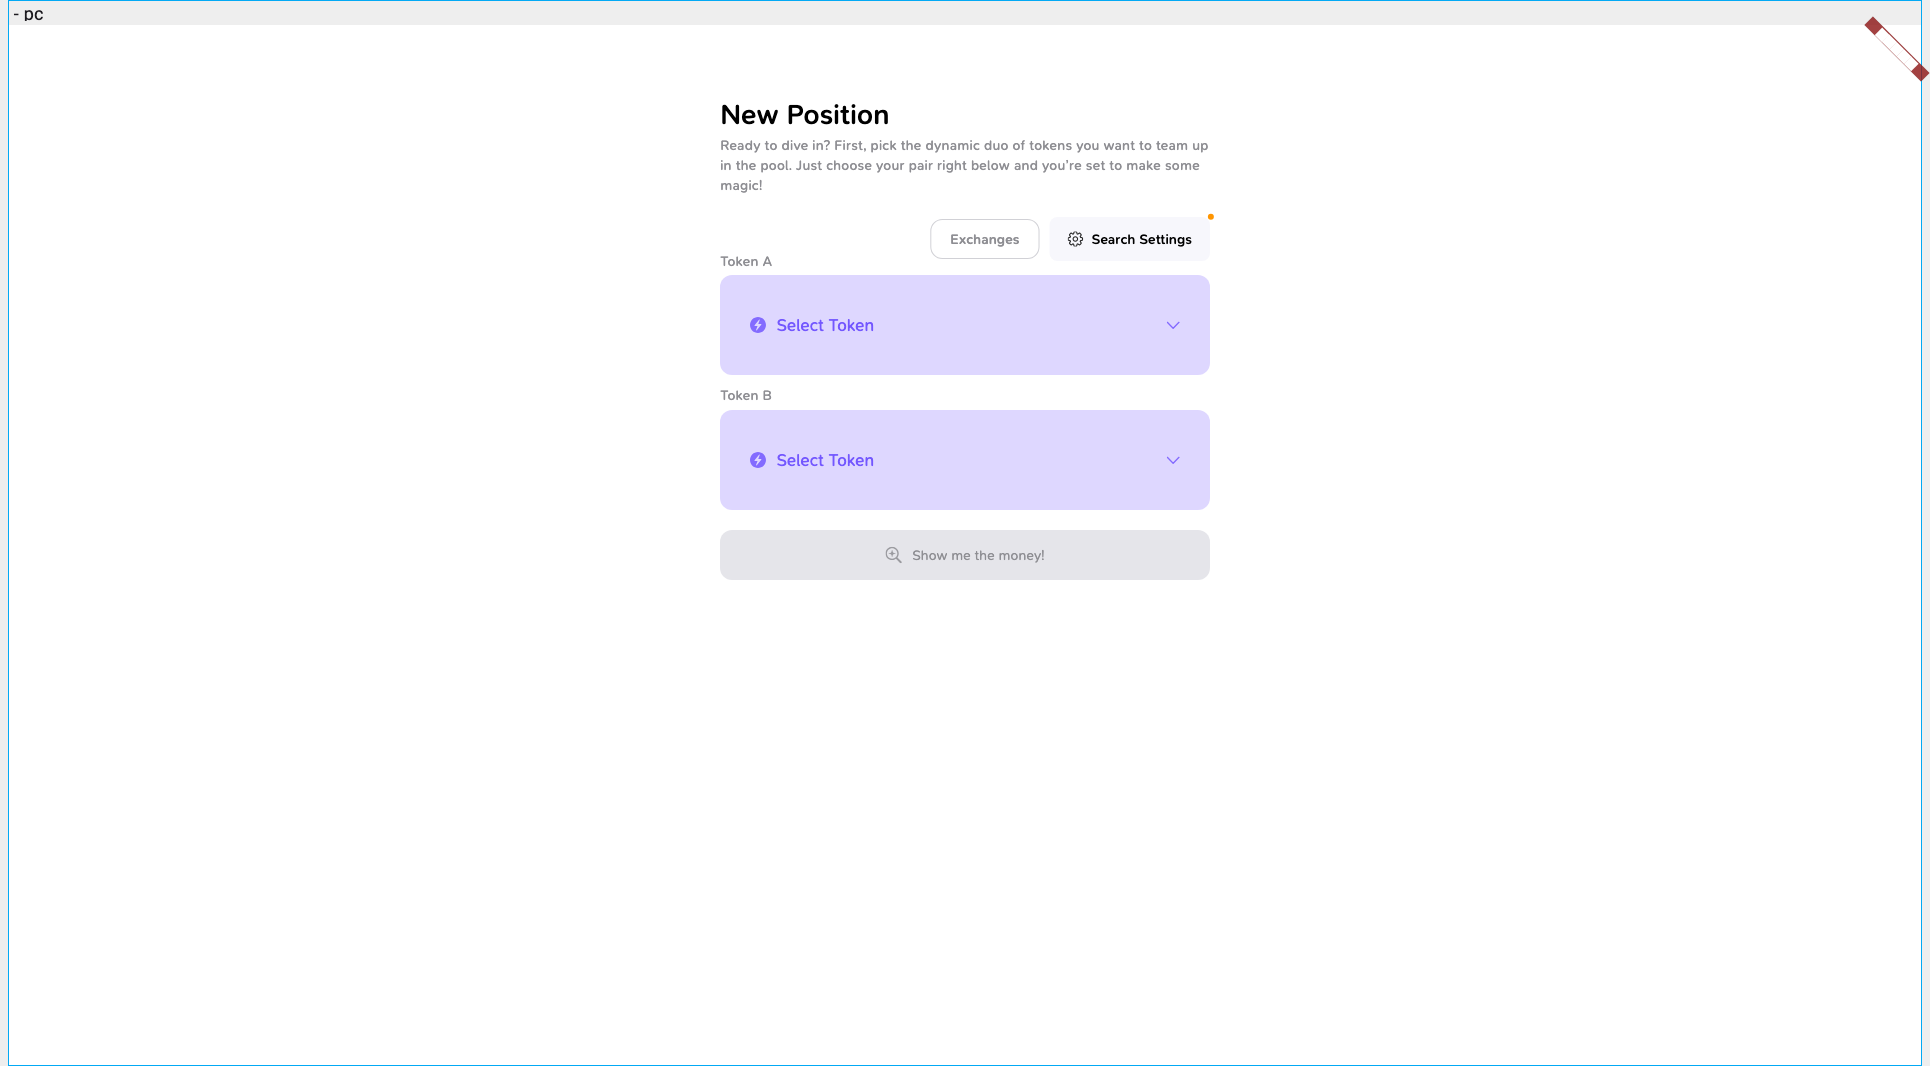 - pc
New Position
Ready to dive in? First, pick the dynamic duo of tokens you want to team up
in the pool. Just choose your pair right below and you're set to make some
magic!
Exchanges
Search Settings
Token A
Select Token
Token B
Select Token
Show me the money!